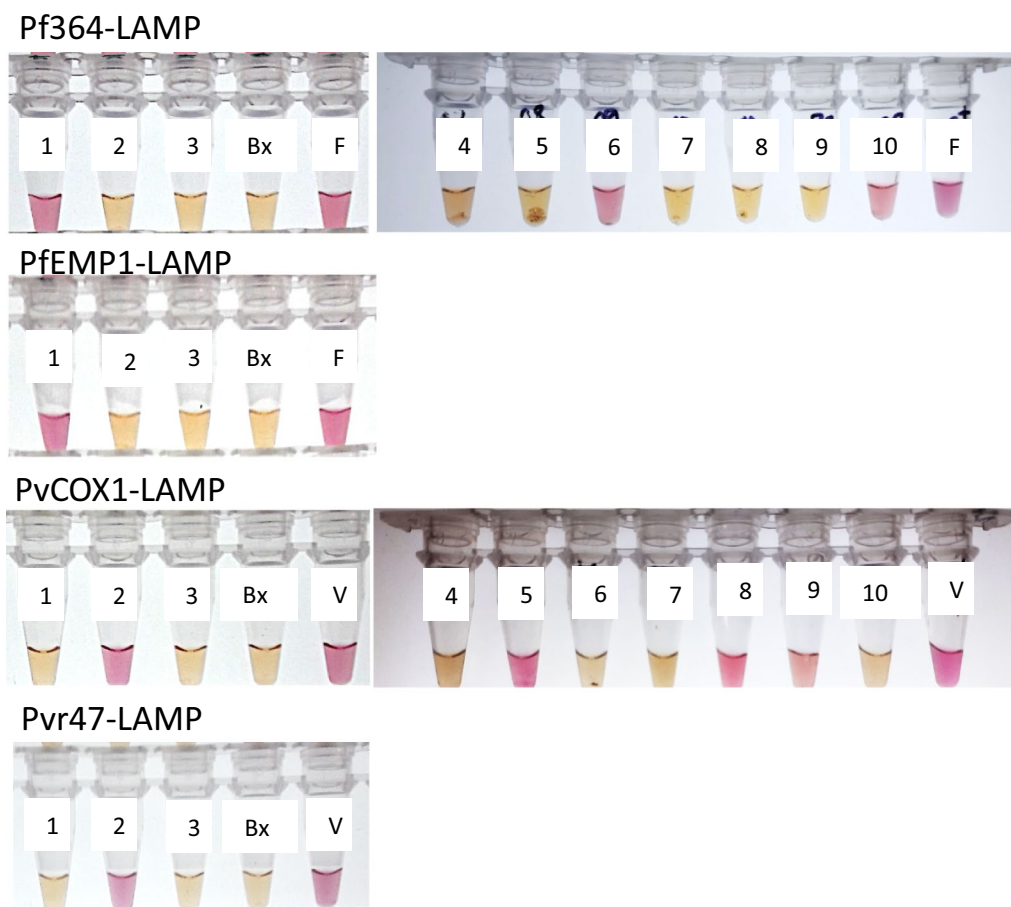 Pf364-LAMP
1 2 3 Bx F 4 5 6 7 8 9 10 F
PfEMP1-LAMP
1 2 3 Bx F
PvCOX1-LAMP
1 2 3 Bx V 4 5 6 7 8 9 10 V
Pvr47-LAMP
1 2 3 Bx V